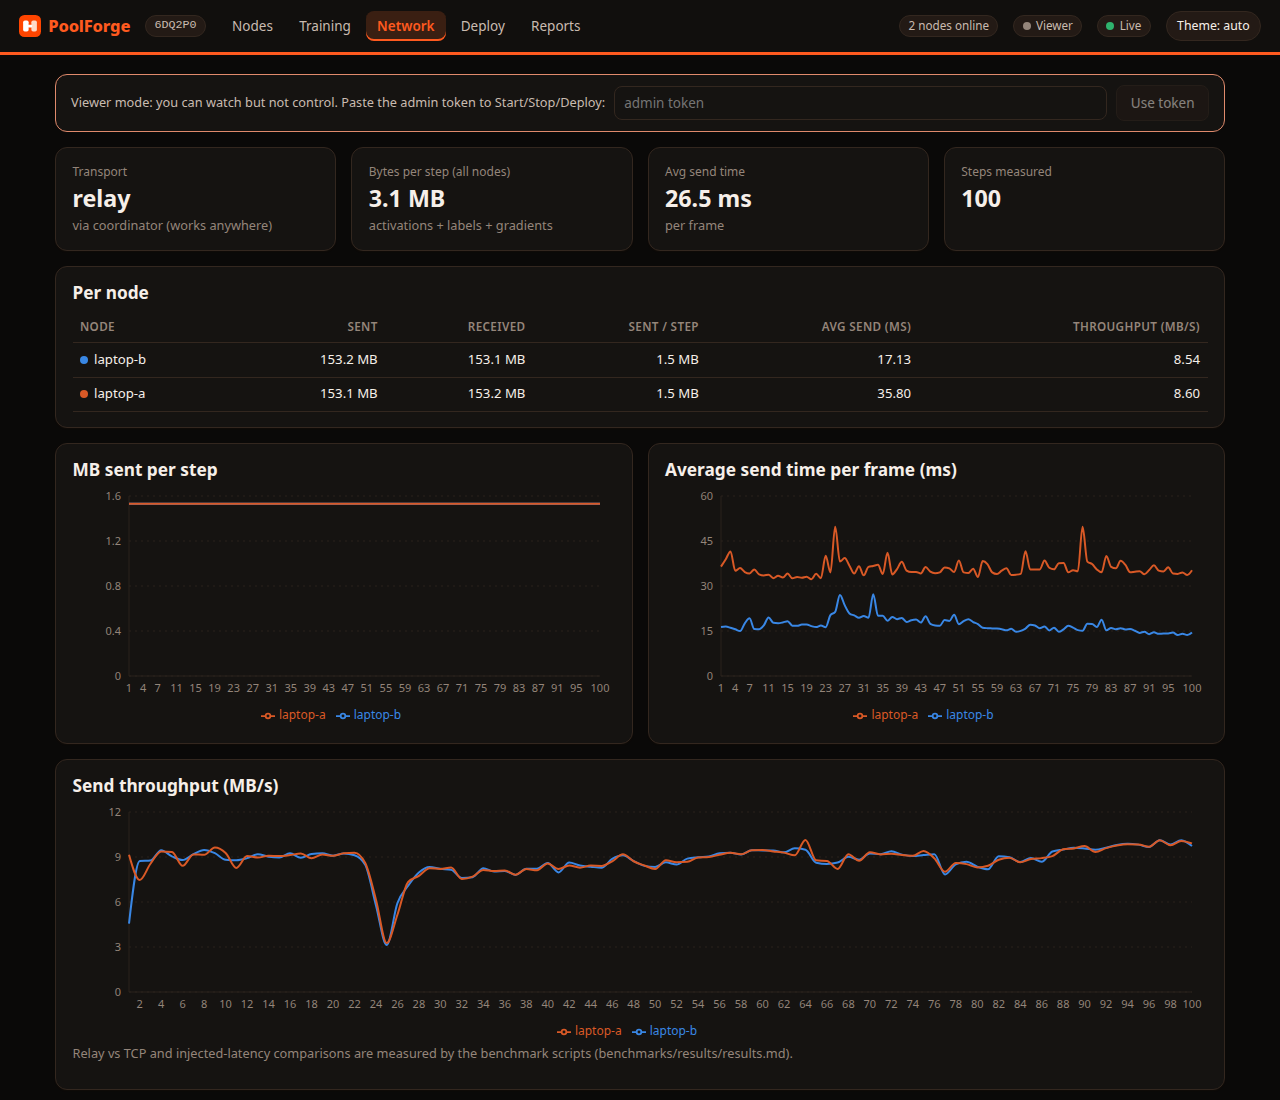 PoolForge 6DQ2P0 Nodes Training Network Deploy Reports 2 nodes online Viewer Live Theme: auto
Viewer mode: you can watch but not control. Paste the admin token to Start/Stop/Deploy: admin token Use token
Transport
relay
via coordinator (works anywhere)
Bytes per step (all nodes)
3.1 MB
activations + labels + gradients
Avg send time
26.5 ms
per frame
Steps measured
100
Per node
NODE SENT RECEIVED SENT / STEP AVG SEND (MS) THROUGHPUT (MB/S)
laptop-b 153.2 MB 153.1 MB 1.5 MB 17.13 8.54
laptop-a 153.1 MB 153.2 MB 1.5 MB 35.80 8.60
MB sent per step
1.6
1.2
0.8
0.4
0
1 4 7 11 15 19 23 27 31 35 39 43 47 51 55 59 63 67 71 75 79 83 87 91 95 100
laptop-a laptop-b
Average send time per frame (ms)
60
45
30
15
0
1 4 7 11 15 19 23 27 31 35 39 43 47 51 55 59 63 67 71 75 79 83 87 91 95 100
laptop-a laptop-b
Send throughput (MB/s)
12
9
6
3
0
2 4 6 8 10 12 14 16 18 20 22 24 26 28 30 32 34 36 38 40 42 44 46 48 50 52 54 56 58 60 62 64 66 68 70 72 74 76 78 80 82 84 86 88 90 92 94 96 98 100
laptop-a laptop-b
Relay vs TCP and injected-latency comparisons are measured by the benchmark scripts (benchmarks/results/results.md).